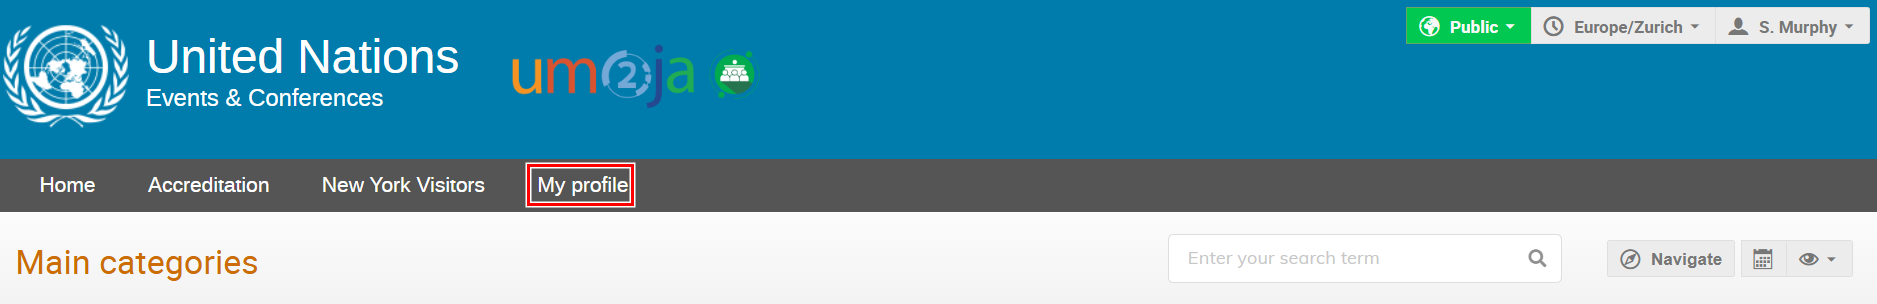 Public
Europe/Zurich
S. Murphy
United Nations
Events & Conferences
um2ja
Home
Accreditation
New York Visitors
My profile
Main categories
Enter your search term
Navigate